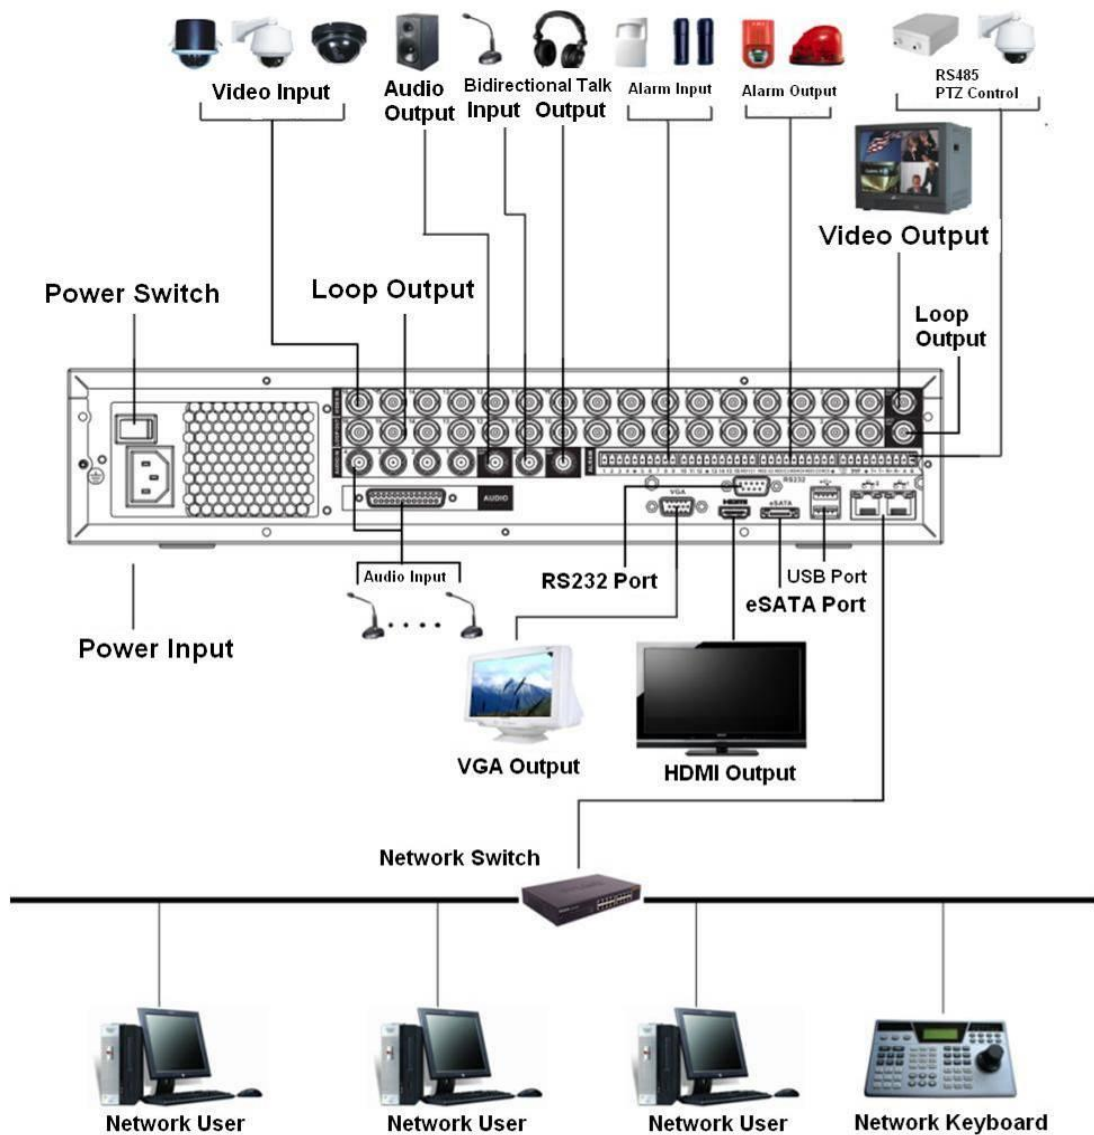 Video Input
Audio
Output
Bidirectional Talk
Input Output
Alarm Input
Alarm Output
RS485
PTZ Control
Video Output
Power Switch
Loop Output
Loop
Output
RS232
VGA
HDMI
eSATA
AUDIO
Audio Input
RS232 Port
USB Port
eSATA Port
Power Input
VGA Output
HDMI Output
Network Switch
Network User
Network User
Network User
Network Keyboard